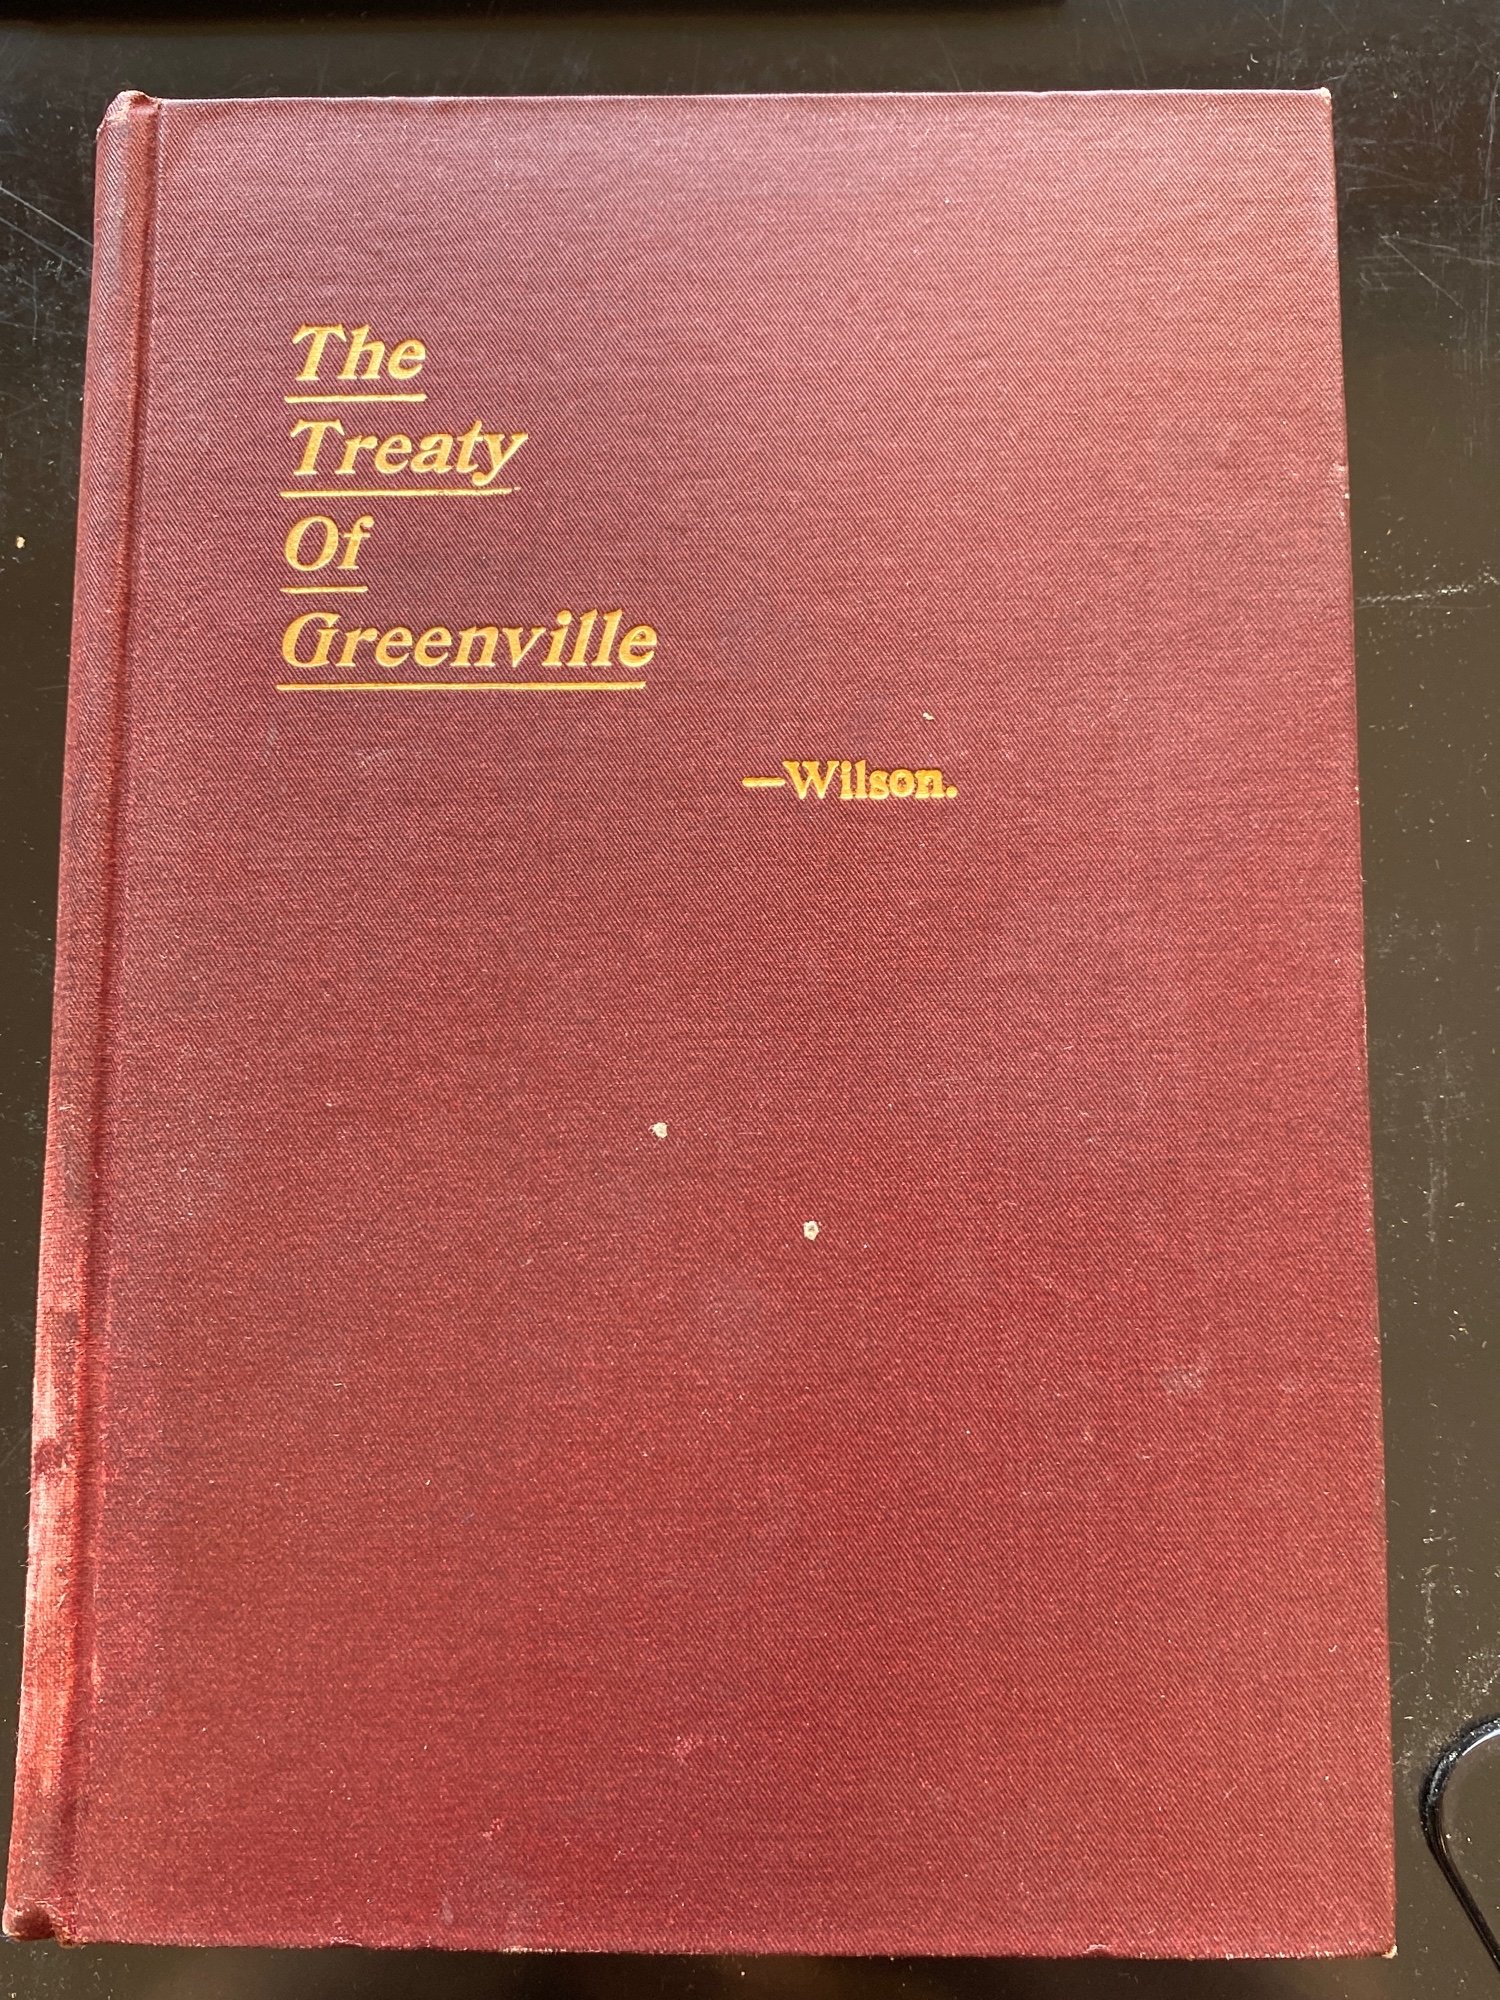 The
Treaty
Of
Greenville
—Wilson.